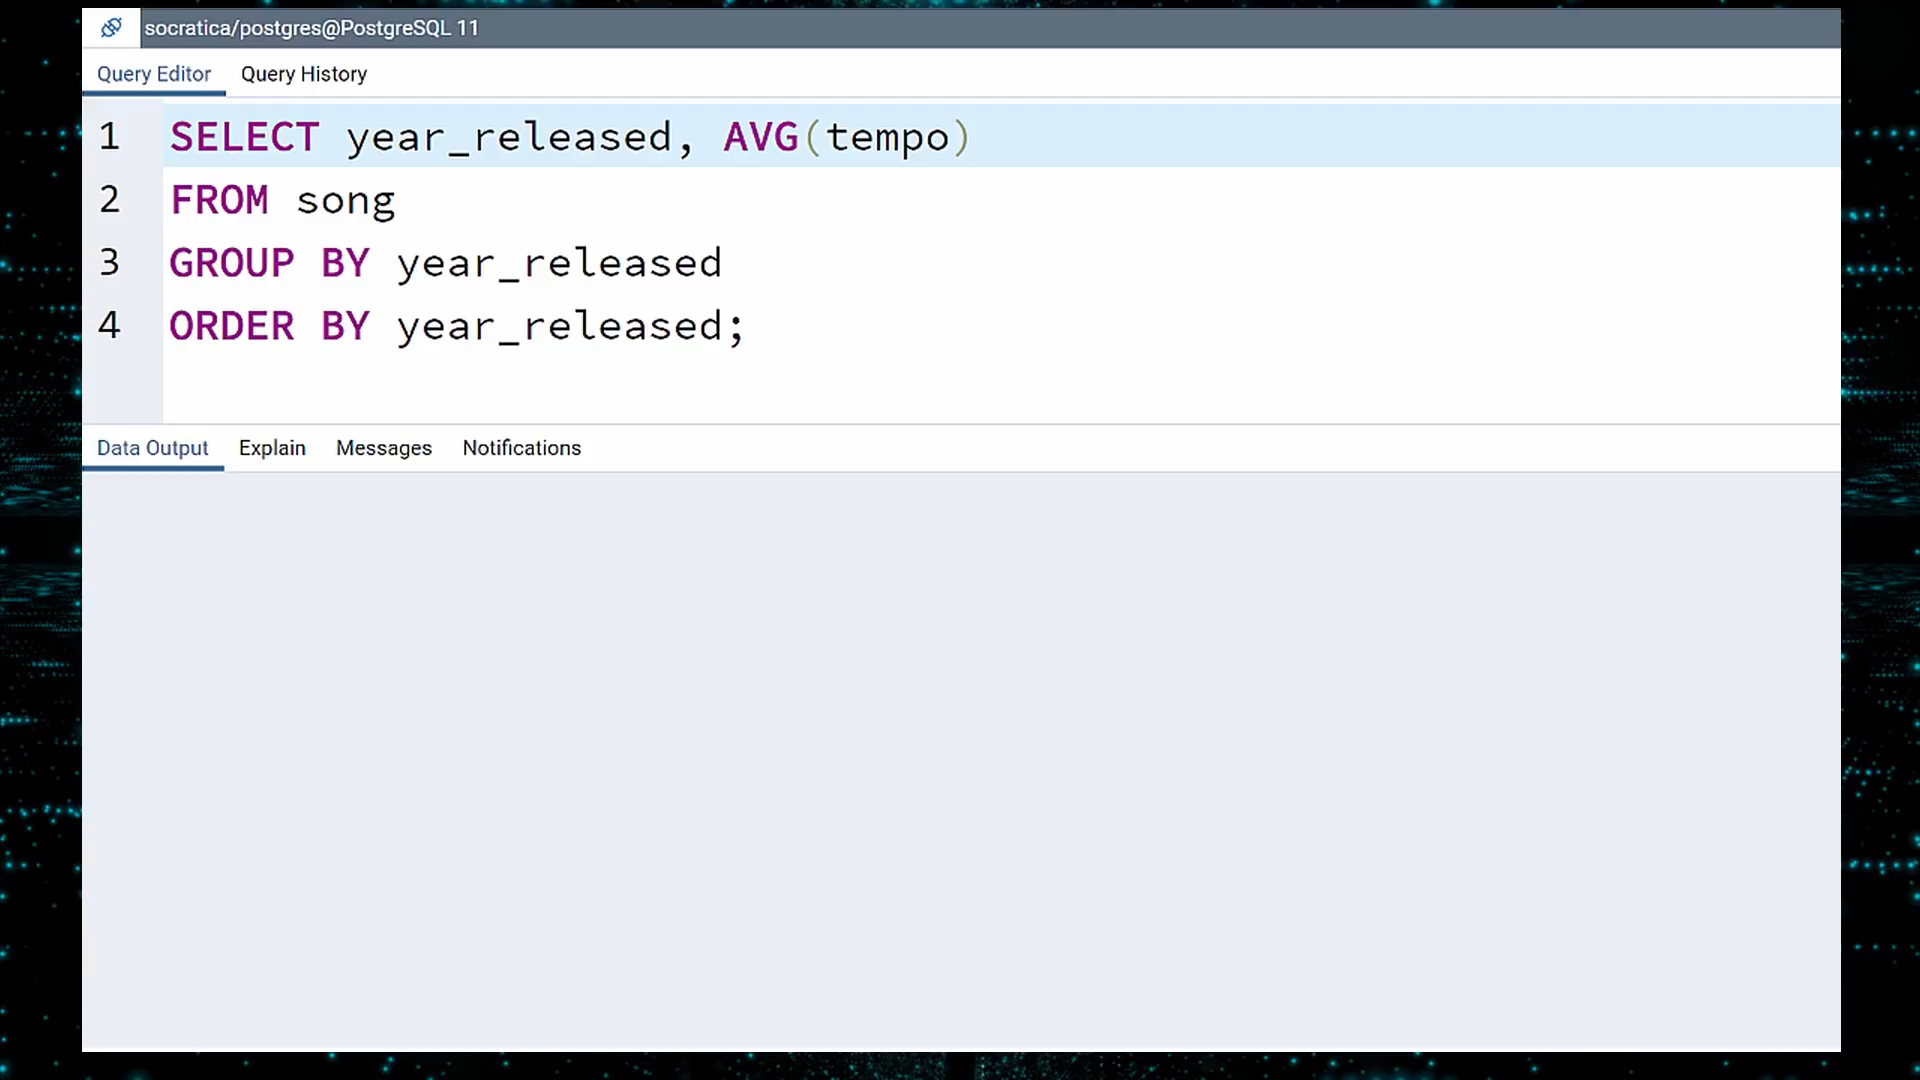 socratica/postgres@PostgreSQL 11
Query Editor Query History
1 SELECT year_released, AVG(tempo)
2 FROM song
3 GROUP BY year_released
4 ORDER BY year_released;
Data Output Explain Messages Notifications